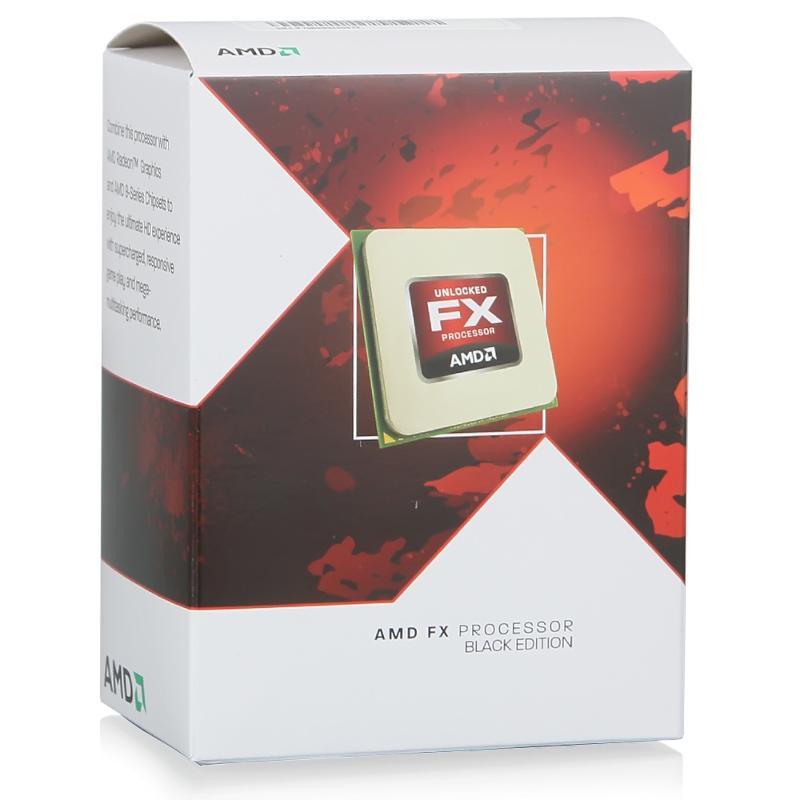 AMD
Combine this processor with
AMD Radeon™ Graphics
and AMD 9-Series Chipsets to
enjoy the ultimate HD experience
with supercharged, responsive
game play, and mega-
multitasking performance.
UNLOCKED
FX
PROCESSOR
AMD
AMD FX PROCESSOR
BLACK EDITION
AMD